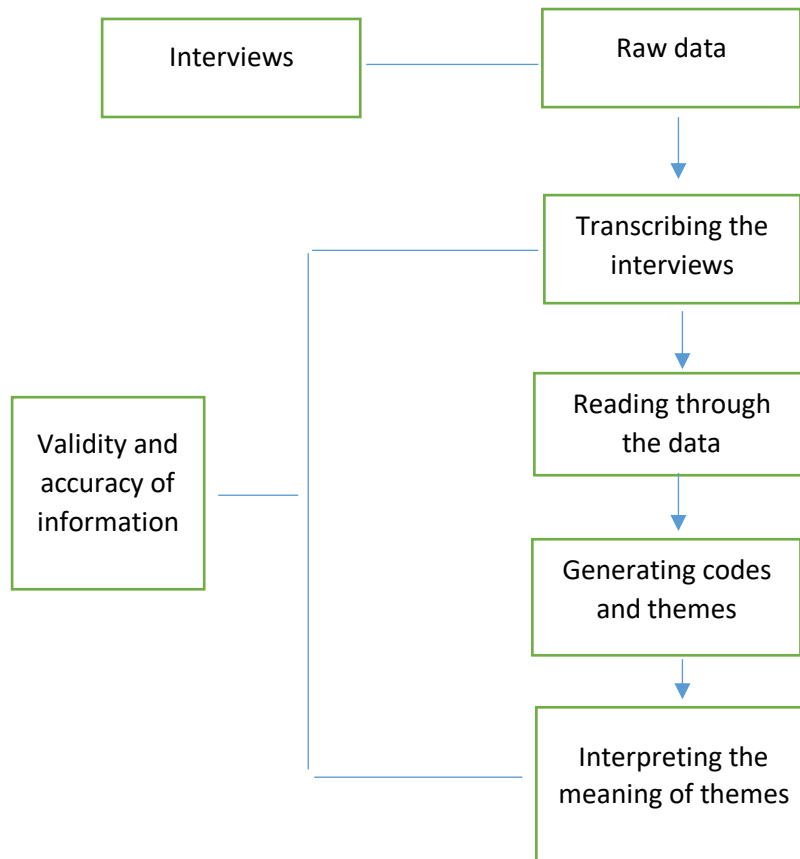 Interviews
Raw data
Transcribing the
interviews
Reading through
the data
Validity and
accuracy of
information
Generating codes
and themes
Interpreting the
meaning of themes